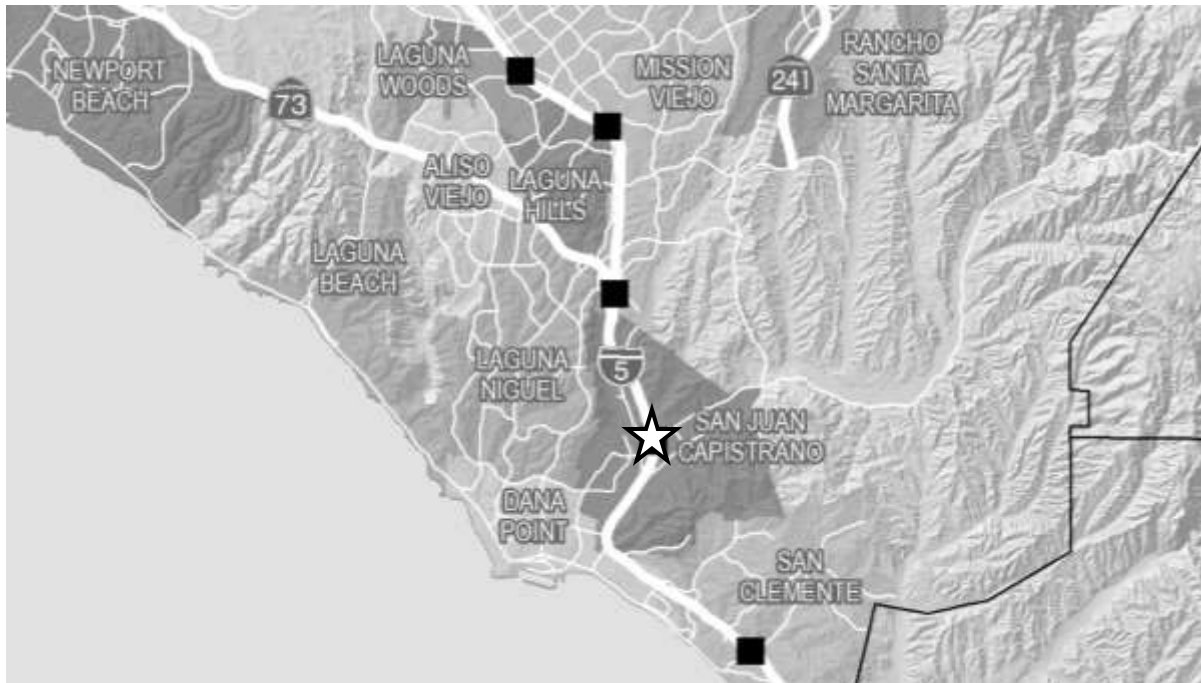 NEWPORT
BEACH
73
LAGUNA
WOODS
MISSION
VIEJO
241
RANCHO
SANTA
MARGARITA
ALISO
VIEJO
LAGUNA
HILLS
LAGUNA
BEACH
LAGUNA
NIGUEL
5
SAN JUAN
CAPISTRANO
DANA
POINT
SAN
CLEMENTE